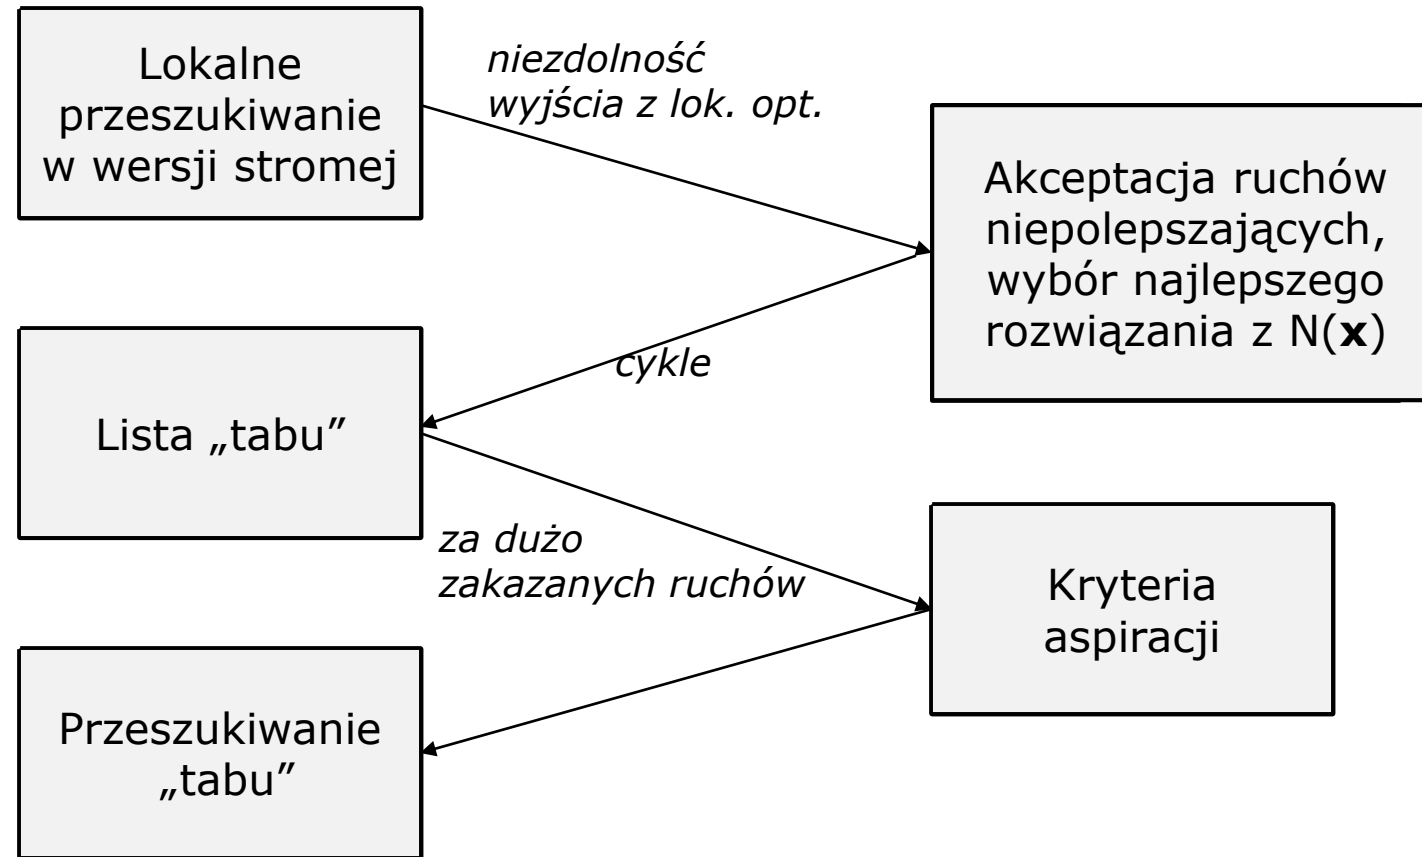 Lokalne
przeszukiwanie
w wersji stromej
niezdolność
wyjścia z lok. opt.
Akceptacja ruchów
niepolepszających,
wybór najlepszego
rozwiązania z N(x)
cykle
Lista „tabu”
za dużo
zakazanych ruchów
Kryteria
aspiracji
Przeszukiwanie
„tabu”